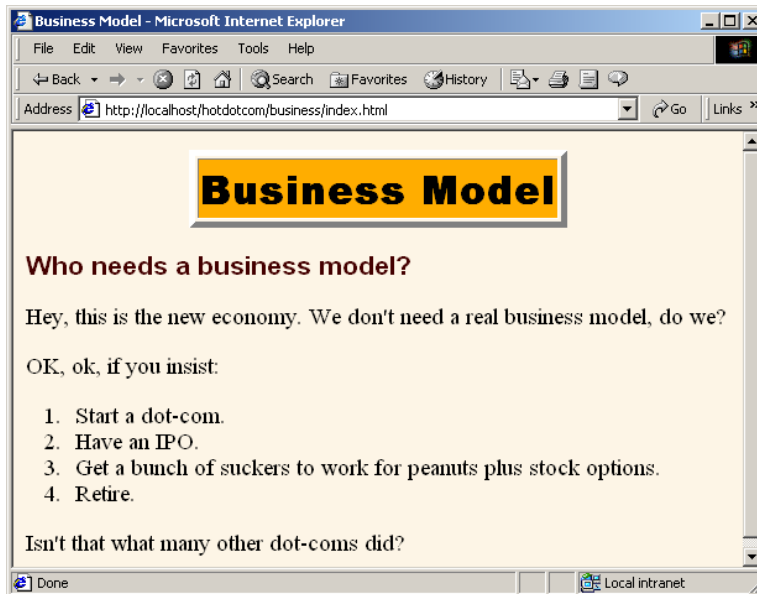 Business Model - Microsoft Internet Explorer
File Edit View Favorites Tools Help
Back Search Favorites History
Address http://localhost/hotdotcom/business/index.html Go Links »
Business Model
Who needs a business model?
Hey, this is the new economy. We don't need a real business model, do we?
OK, ok, if you insist:
1. Start a dot-com.
2. Have an IPO.
3. Get a bunch of suckers to work for peanuts plus stock options.
4. Retire.
Isn't that what many other dot-coms did?
Done Local intranet